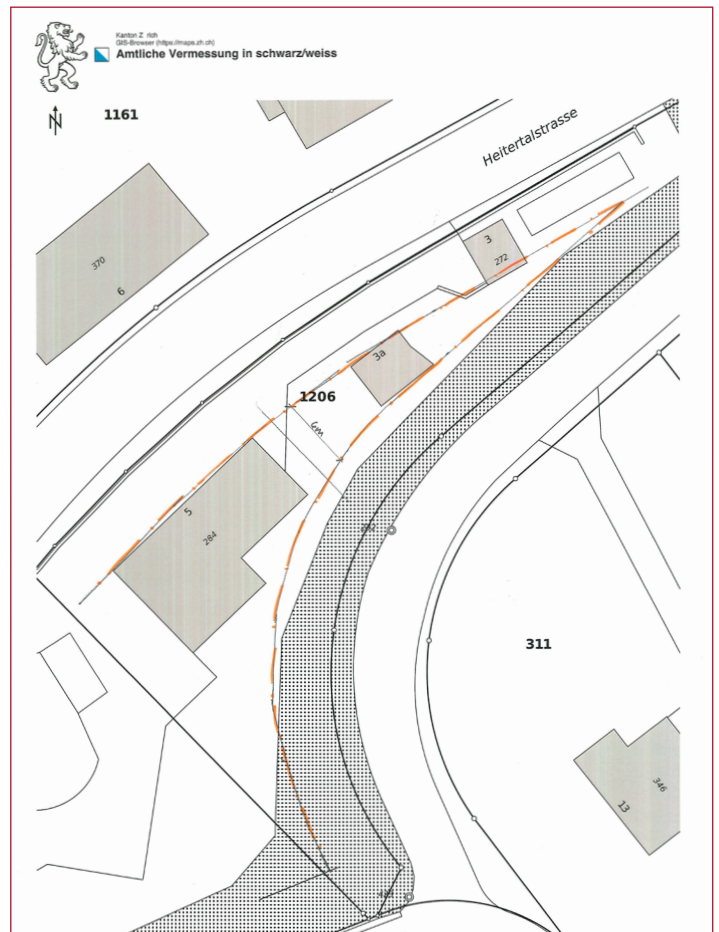 Kanton Z rich
GIS-Browser (https://maps.zh.ch)
Amtliche Vermessung in schwarz/weiss
N
1161
Heitertalstrasse
3
272
370
6
3a
1206
6m
5
284
311
346
13